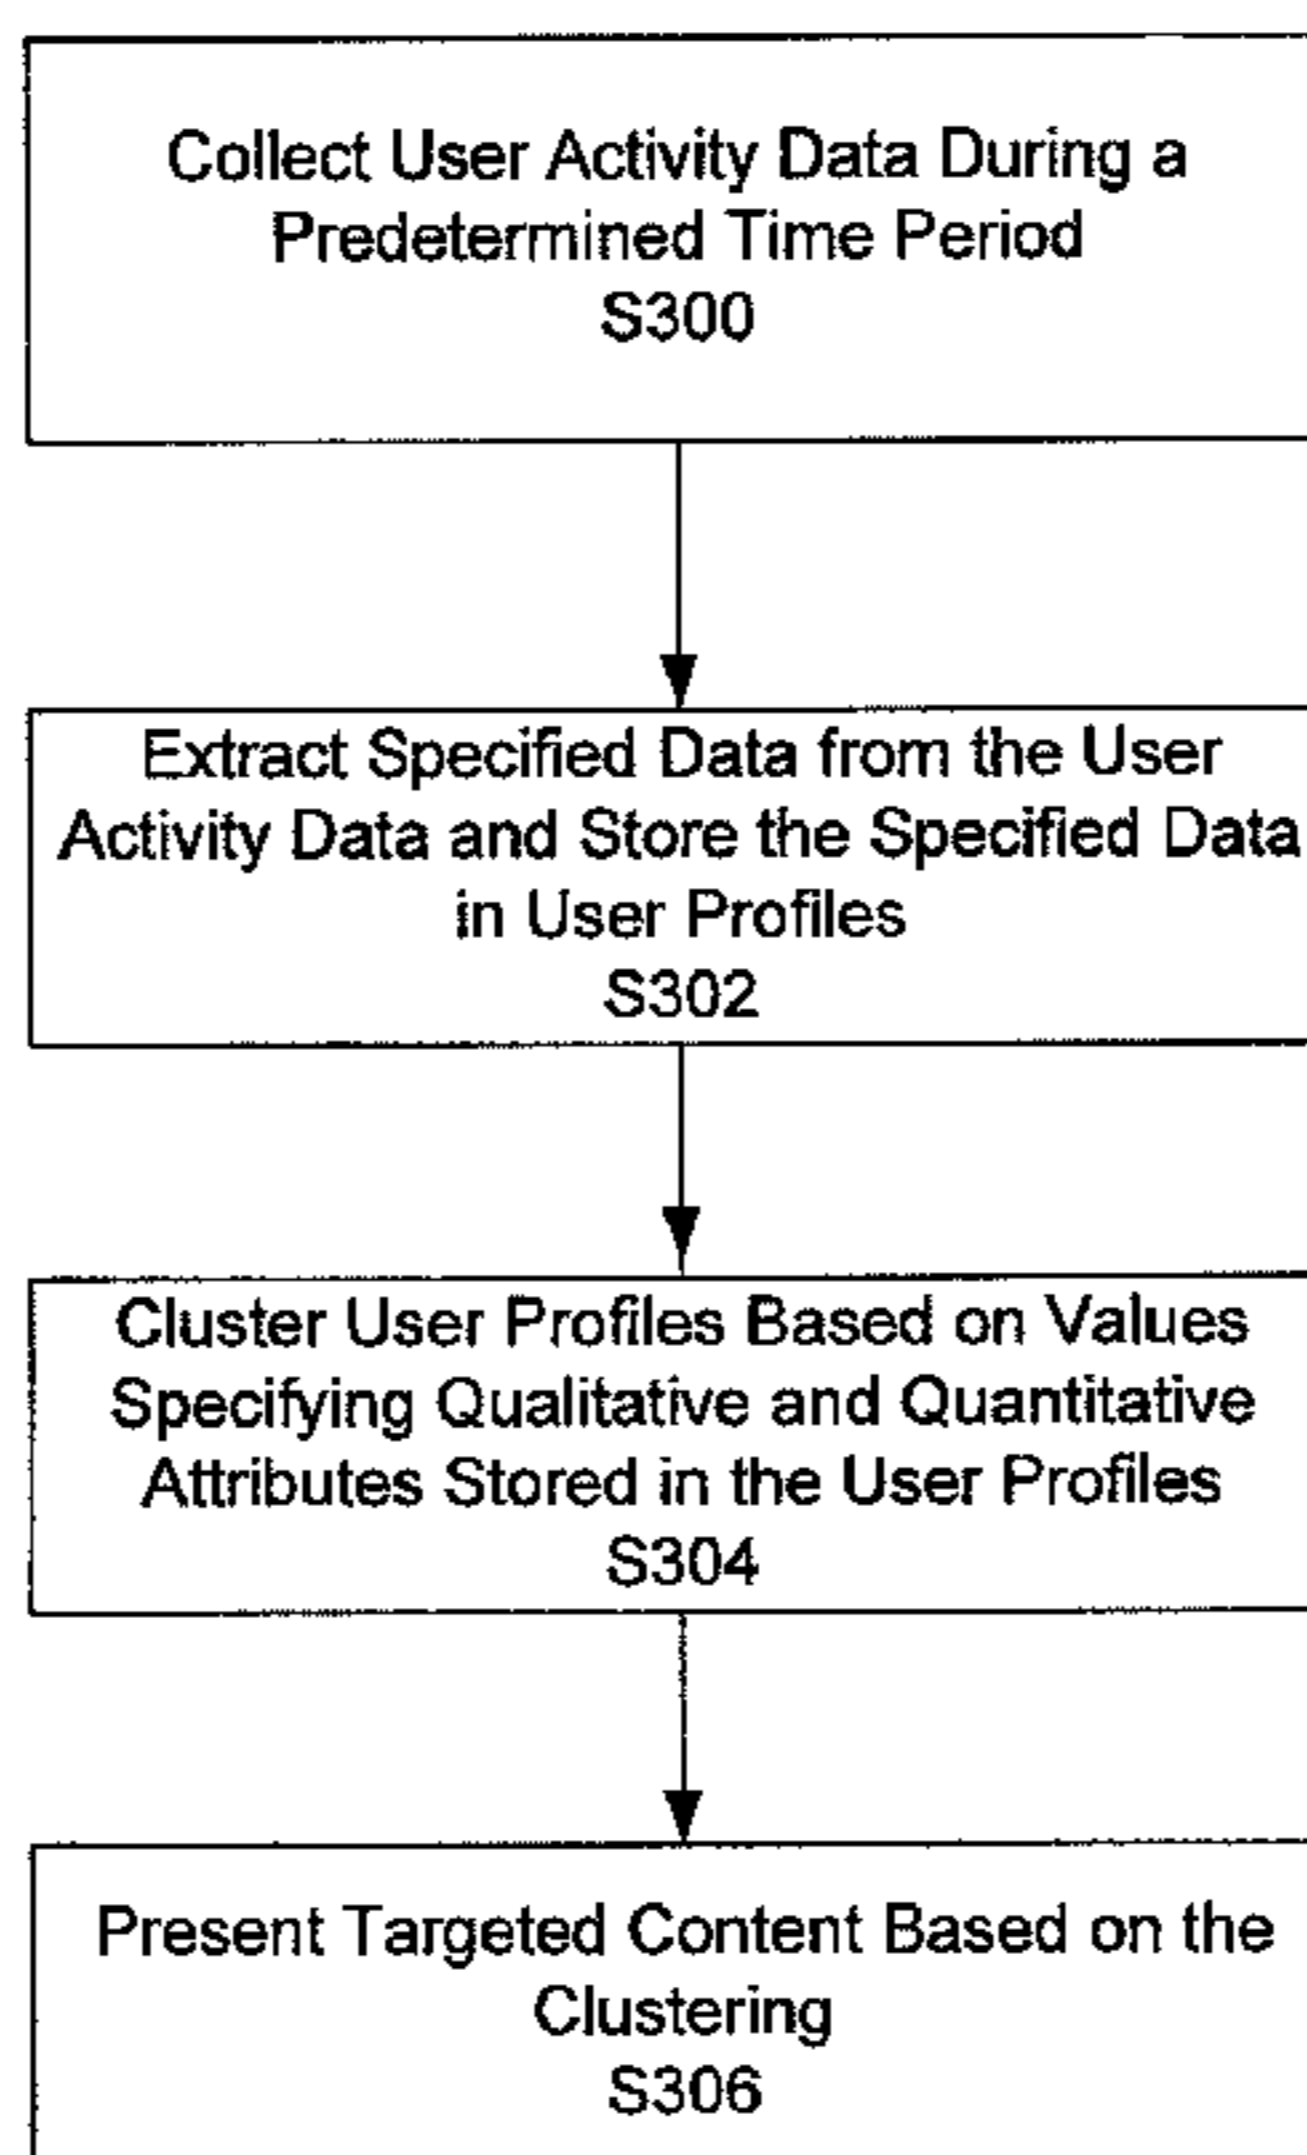 Collect User Activity Data During a
Predetermined Time Period
S300
Extract Specified Data from the User
Activity Data and Store the Specified Data
in User Profiles
S302
Cluster User Profiles Based on Values
Specifying Qualitative and Quantitative
Attributes Stored in the User Profiles
S304
Present Targeted Content Based on the
Clustering
S306